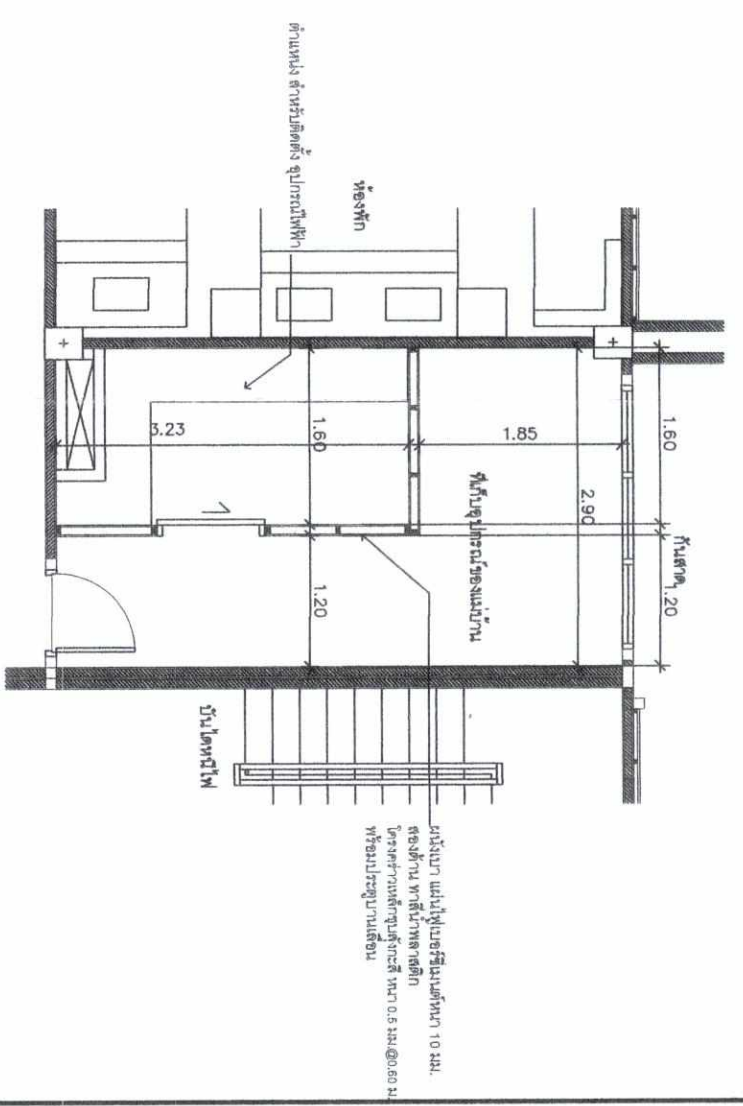 ตำแหน่ง สำหรับติดตั้ง อุปกรณ์ไฟฟ้า
ห้องพัก
1.60
กันสาด
1.20
2.90
1.85
3.23
1.60
1.20
ที่เก็บอุปกรณ์ของแม่บ้าน
บันไดหนีไฟ
ผนังเบา แผ่นไฟเบอร์ซีเมนต์หนา 10 มม.
สองด้าน ทาสีน้ำพลาสติก
โครงคร่าวเหล็กชุบสังกะสี หนา 0.5 มม.@0.60 ม.
พร้อมประตูบานเลื่อน